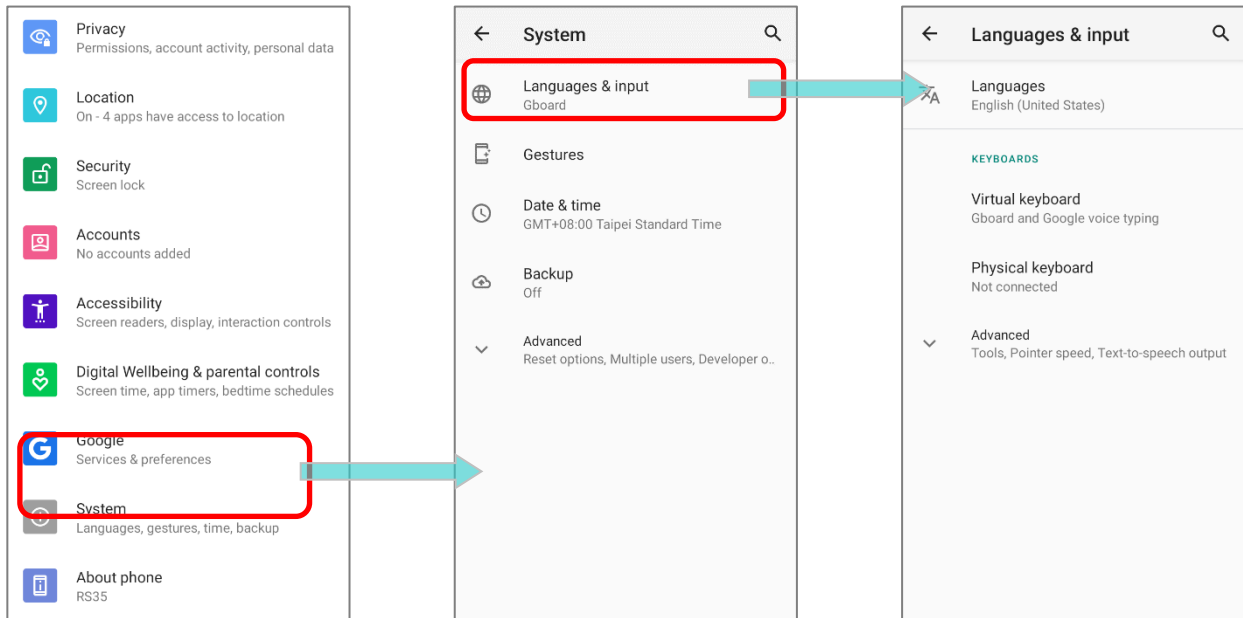 Privacy
Permissions, account activity, personal data
Location
On - 4 apps have access to location
Security
Screen lock
Accounts
No accounts added
Accessibility
Screen readers, display, interaction controls
Digital Wellbeing & parental controls
Screen time, app timers, bedtime schedules
Google
Services & preferences
System
Languages, gestures, time, backup
About phone
RS35
System
Languages & input
Gboard
Gestures
Date & time
GMT+08:00 Taipei Standard Time
Backup
Off
Advanced
Reset options, Multiple users, Developer o..
Languages & input
Languages
English (United States)
KEYBOARDS
Virtual keyboard
Gboard and Google voice typing
Physical keyboard
Not connected
Advanced
Tools, Pointer speed, Text-to-speech output